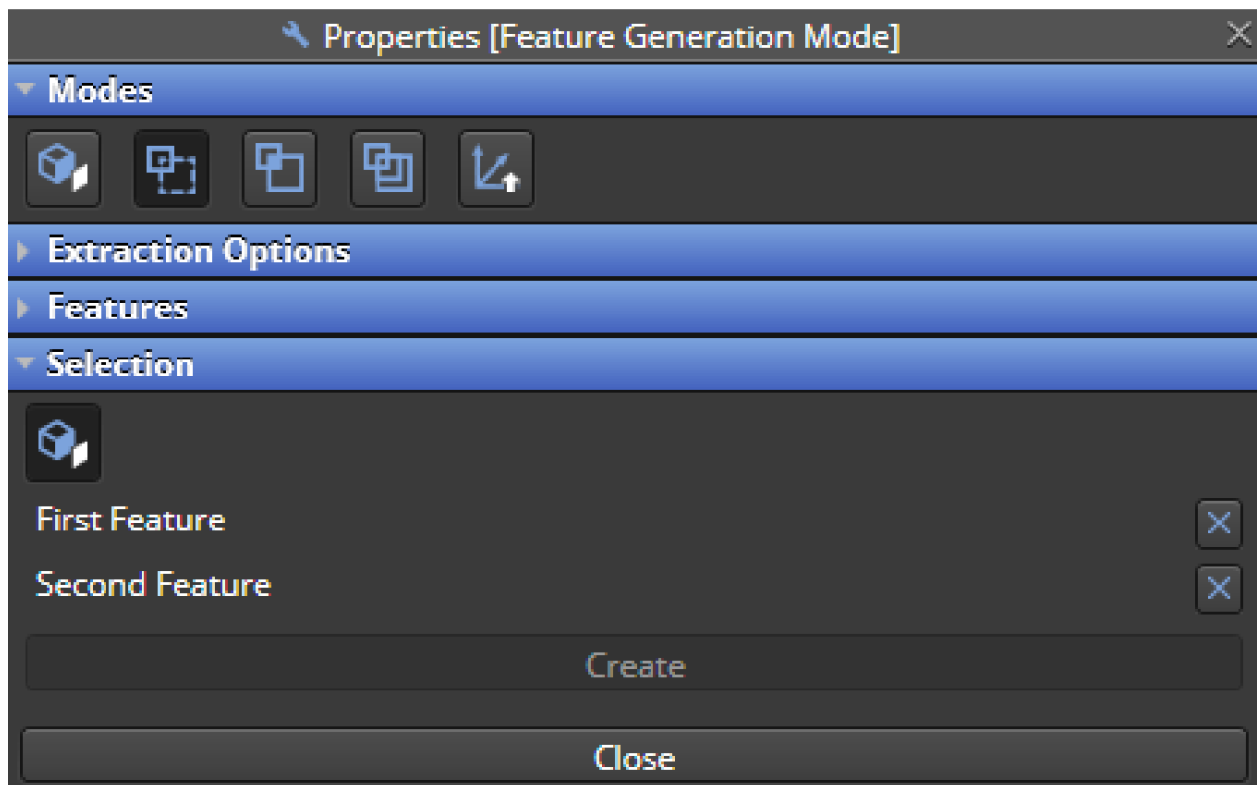 Properties [Feature Generation Mode]
Modes
Extraction Options
Features
Selection
First Feature
Second Feature
Create
Close